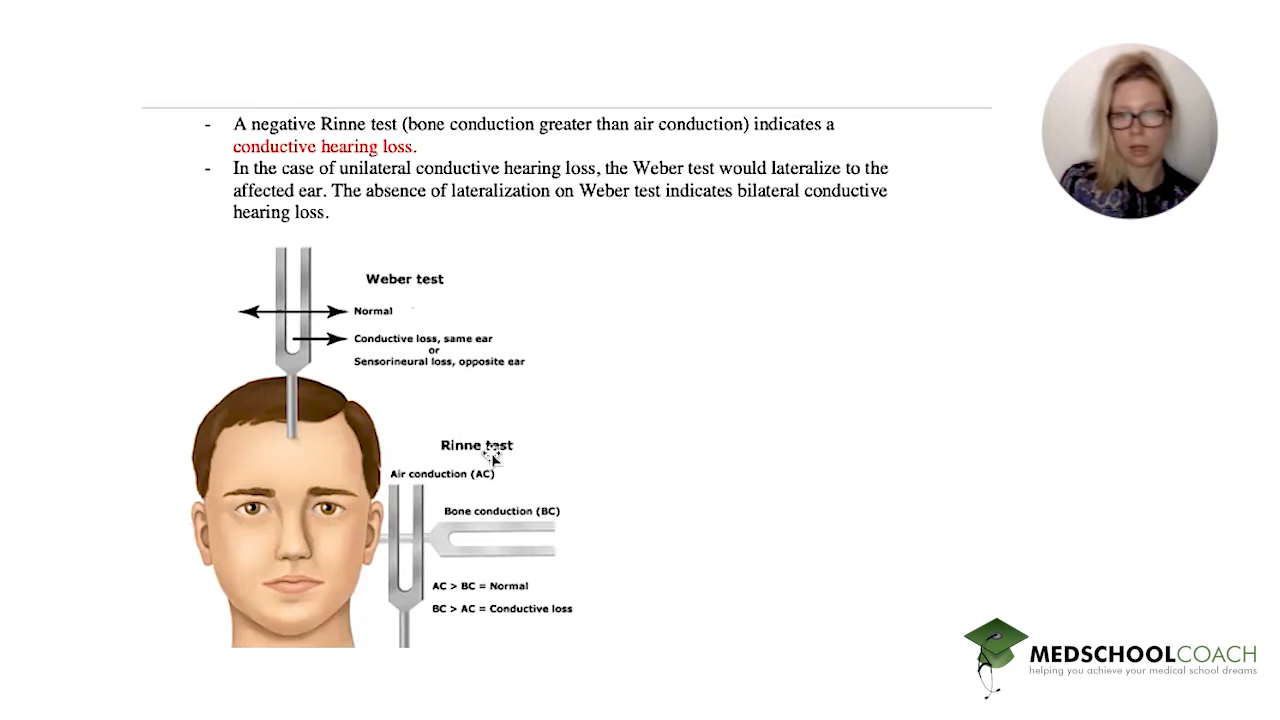 - A negative Rinne test (bone conduction greater than air conduction) indicates a
conductive hearing loss.
- In the case of unilateral conductive hearing loss, the Weber test would lateralize to the
affected ear. The absence of lateralization on Weber test indicates bilateral conductive
hearing loss.
Weber test
Normal
Conductive loss, same ear
or
Sensorineural loss, opposite ear
Rinne test
Air conduction (AC)
Bone conduction (BC)
AC > BC = Normal
BC > AC = Conductive loss
MEDSCHOOLCOACH
helping you achieve your medical school dreams